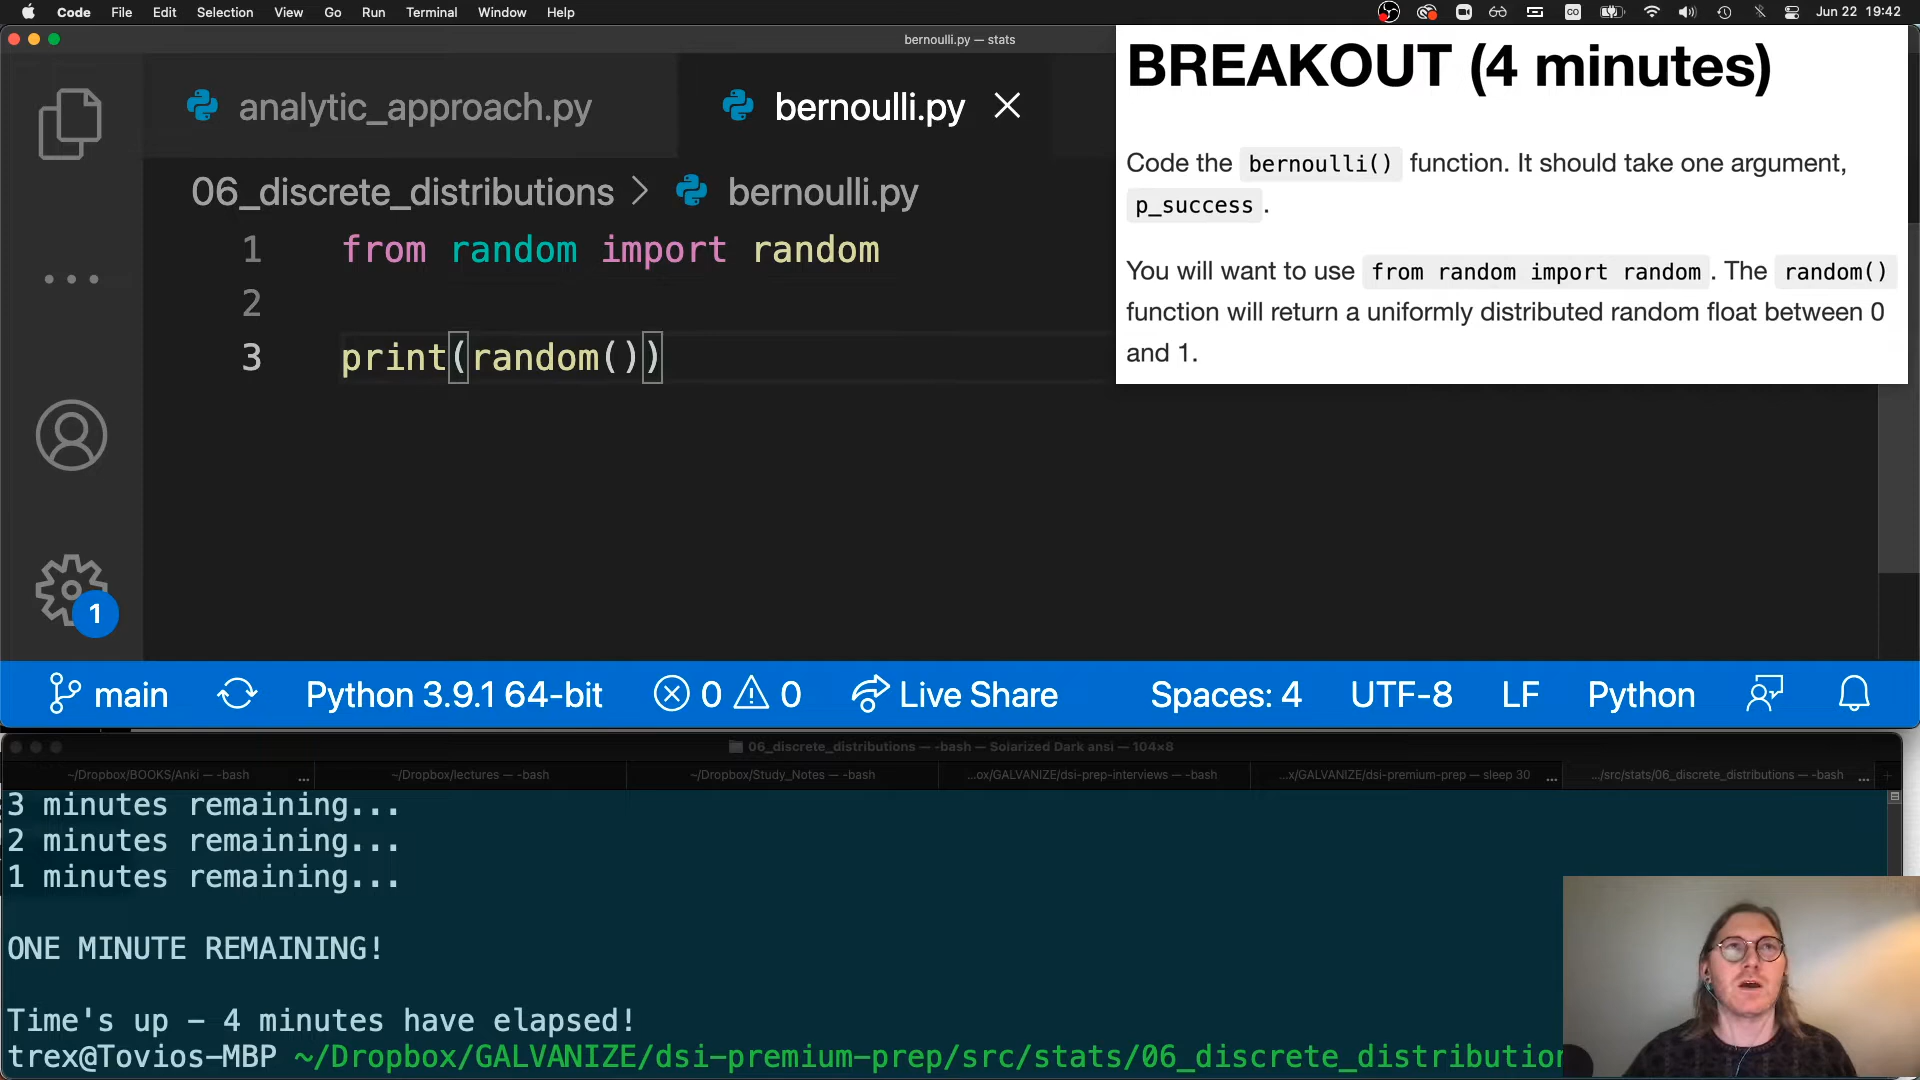 Code File Edit Selection View Go Run Terminal Window Help
Jun 22 19:42
bernoulli.py — stats
analytic_approach.py
bernoulli.py
06_discrete_distributions > bernoulli.py
1 from random import random
2
3 print(random())
BREAKOUT (4 minutes)
Code the bernoulli() function. It should take one argument,
p_success .
You will want to use from random import random . The random()
function will return a uniformly distributed random float between 0
and 1.
1
main Python 3.9.1 64-bit 0 0 Live Share Spaces: 4 UTF-8 LF Python
06_discrete_distributions — -bash — Solarized Dark ansi — 104×8
~/Dropbox/BOOKS/Anki — -bash ... ~/Dropbox/lectures — -bash ~/Dropbox/Study_Notes — -bash ...ox/GALVANIZE/dsi-prep-interviews — -bash ...x/GALVANIZE/dsi-premium-prep — sleep 30 ... .../src/stats/06_discrete_distributions — -bash ...
3 minutes remaining...
2 minutes remaining...
1 minutes remaining...
ONE MINUTE REMAINING!
Time's up – 4 minutes have elapsed!
trex@Tovios-MBP ~/Dropbox/GALVANIZE/dsi-premium-prep/src/stats/06_discrete_distribution